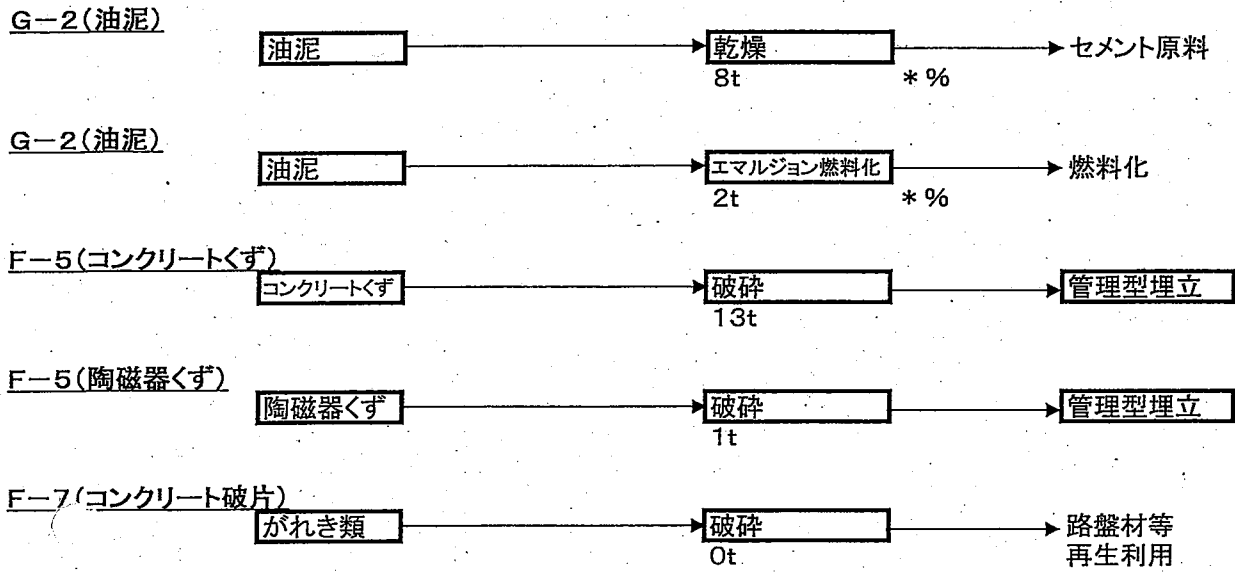 G-2(油泥)
油泥
乾燥
セメント原料
8t
*%
G-2(油泥)
油泥
エマルジョン燃料化
燃料化
2t
*%
F-5(コンクリートくず)
コンクリートくず
破砕
管理型埋立
13t
F-5(陶磁器くず)
陶磁器くず
破砕
管理型埋立
1t
F-7(コンクリート破片)
がれき類
破砕
路盤材等
0t
再生利用